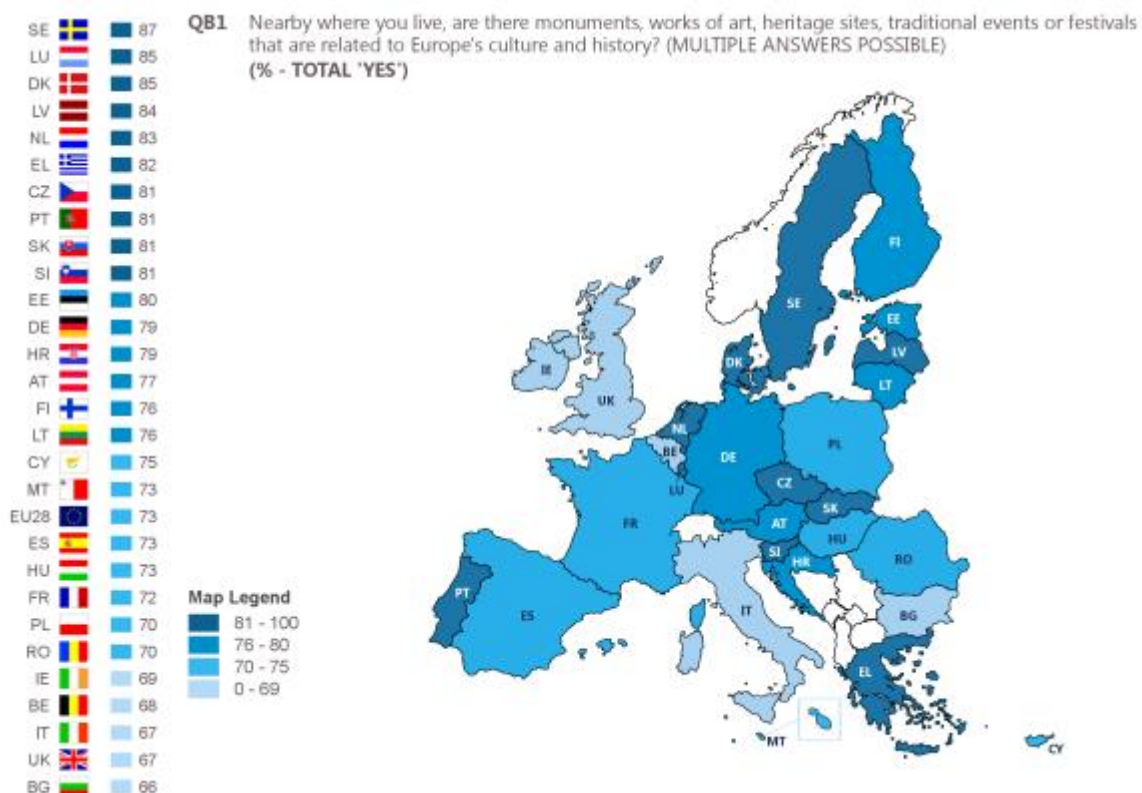 SE 87
LU 85
DK 85
LV 84
NL 83
EL 82
CZ 81
PT 81
SK 81
SI 81
EE 80
DE 79
HR 79
AT 77
FI 76
LT 76
CY 75
MT 73
EU28 73
ES 73
HU 73
FR 72
PL 70
RO 70
IE 69
BE 68
IT 67
UK 67
BG 66
QB1 Nearby where you live, are there monuments, works of art, heritage sites, traditional events or festivals
that are related to Europe's culture and history? (MULTIPLE ANSWERS POSSIBLE)
(% - TOTAL 'YES')
FI
SE
EE
LV
DK
LT
IE
UK
NL
BE
DE
PL
LU
CZ
SK
FR
AT
HU
SI
HR
RO
PT
ES
IT
BG
EL
MT
CY
Map Legend
81 - 100
76 - 80
70 - 75
0 - 69